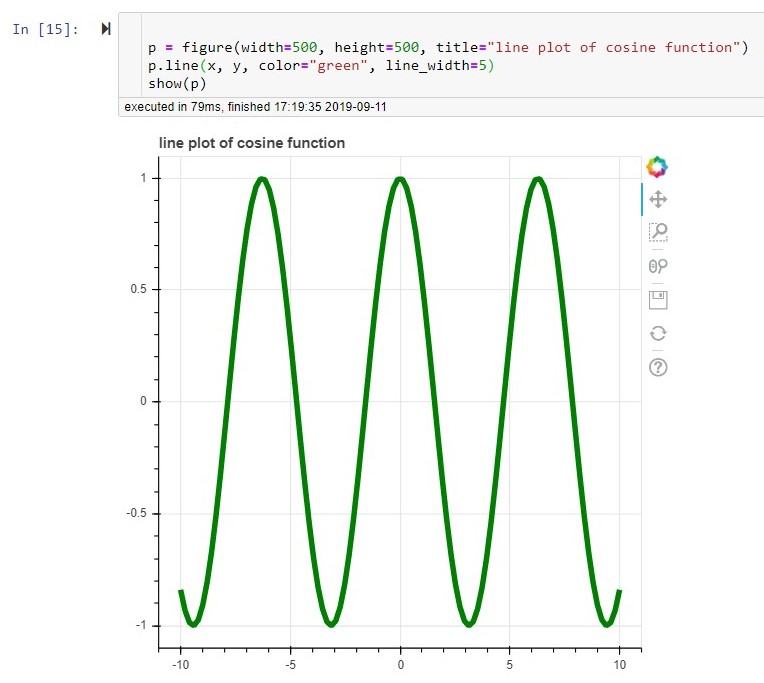 In [15]:
p = figure(width=500, height=500, title="line plot of cosine function")
p.line(x, y, color="green", line_width=5)
show(p)
executed in 79ms, finished 17:19:35 2019-09-11
line plot of cosine function
1
0.5
0
-0.5
-1
-10 -5 0 5 10